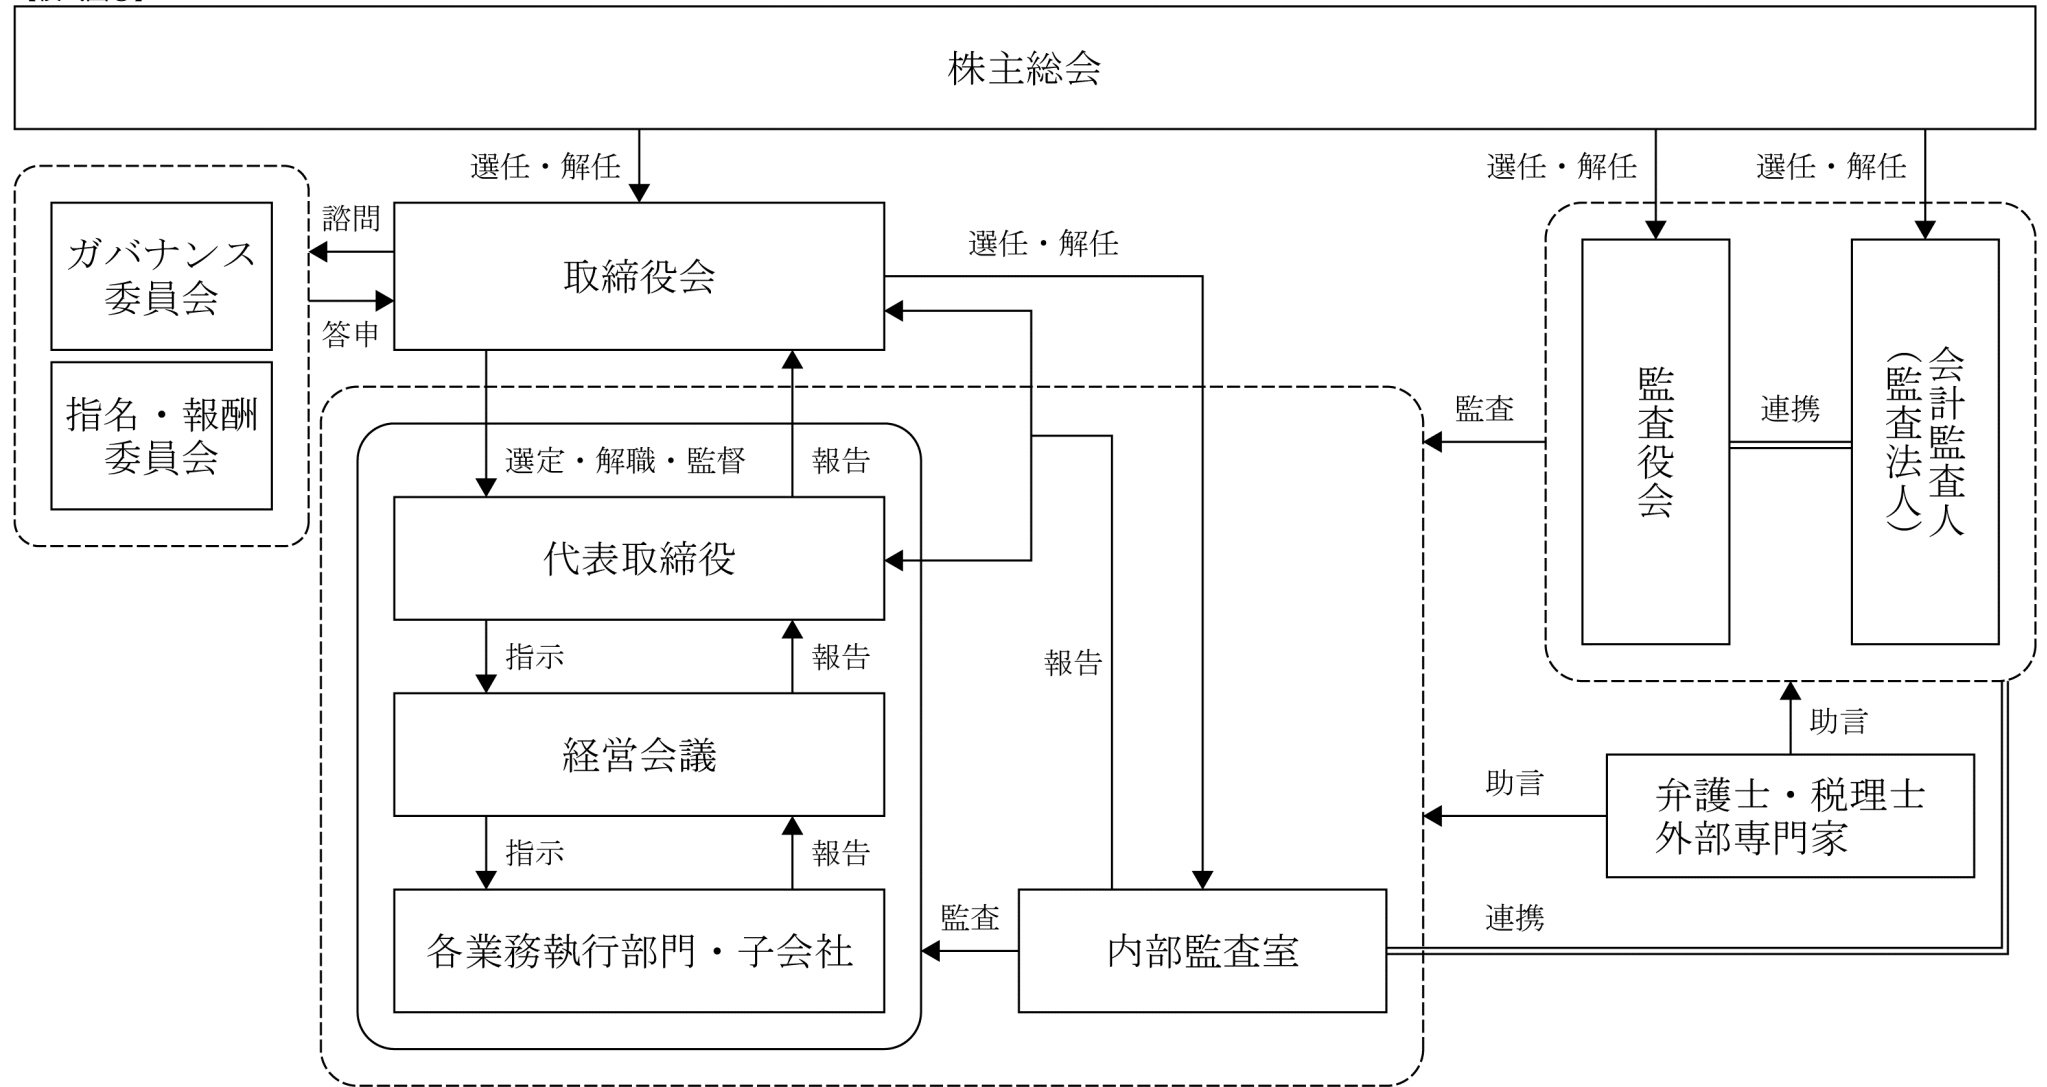 株主総会
選任・解任
選任・解任
選任・解任
ガバナンス
委員会
指名・報酬
委員会
諮問
答申
取締役会
選任・解任
選定・解職・監督
報告
代表取締役
指示
報告
経営会議
指示
報告
各業務執行部門・子会社
報告
監査
内部監査室
監査
監査役会
連携
会計監査人
（監査法人）
助言
弁護士・税理士
外部専門家
助言
連携